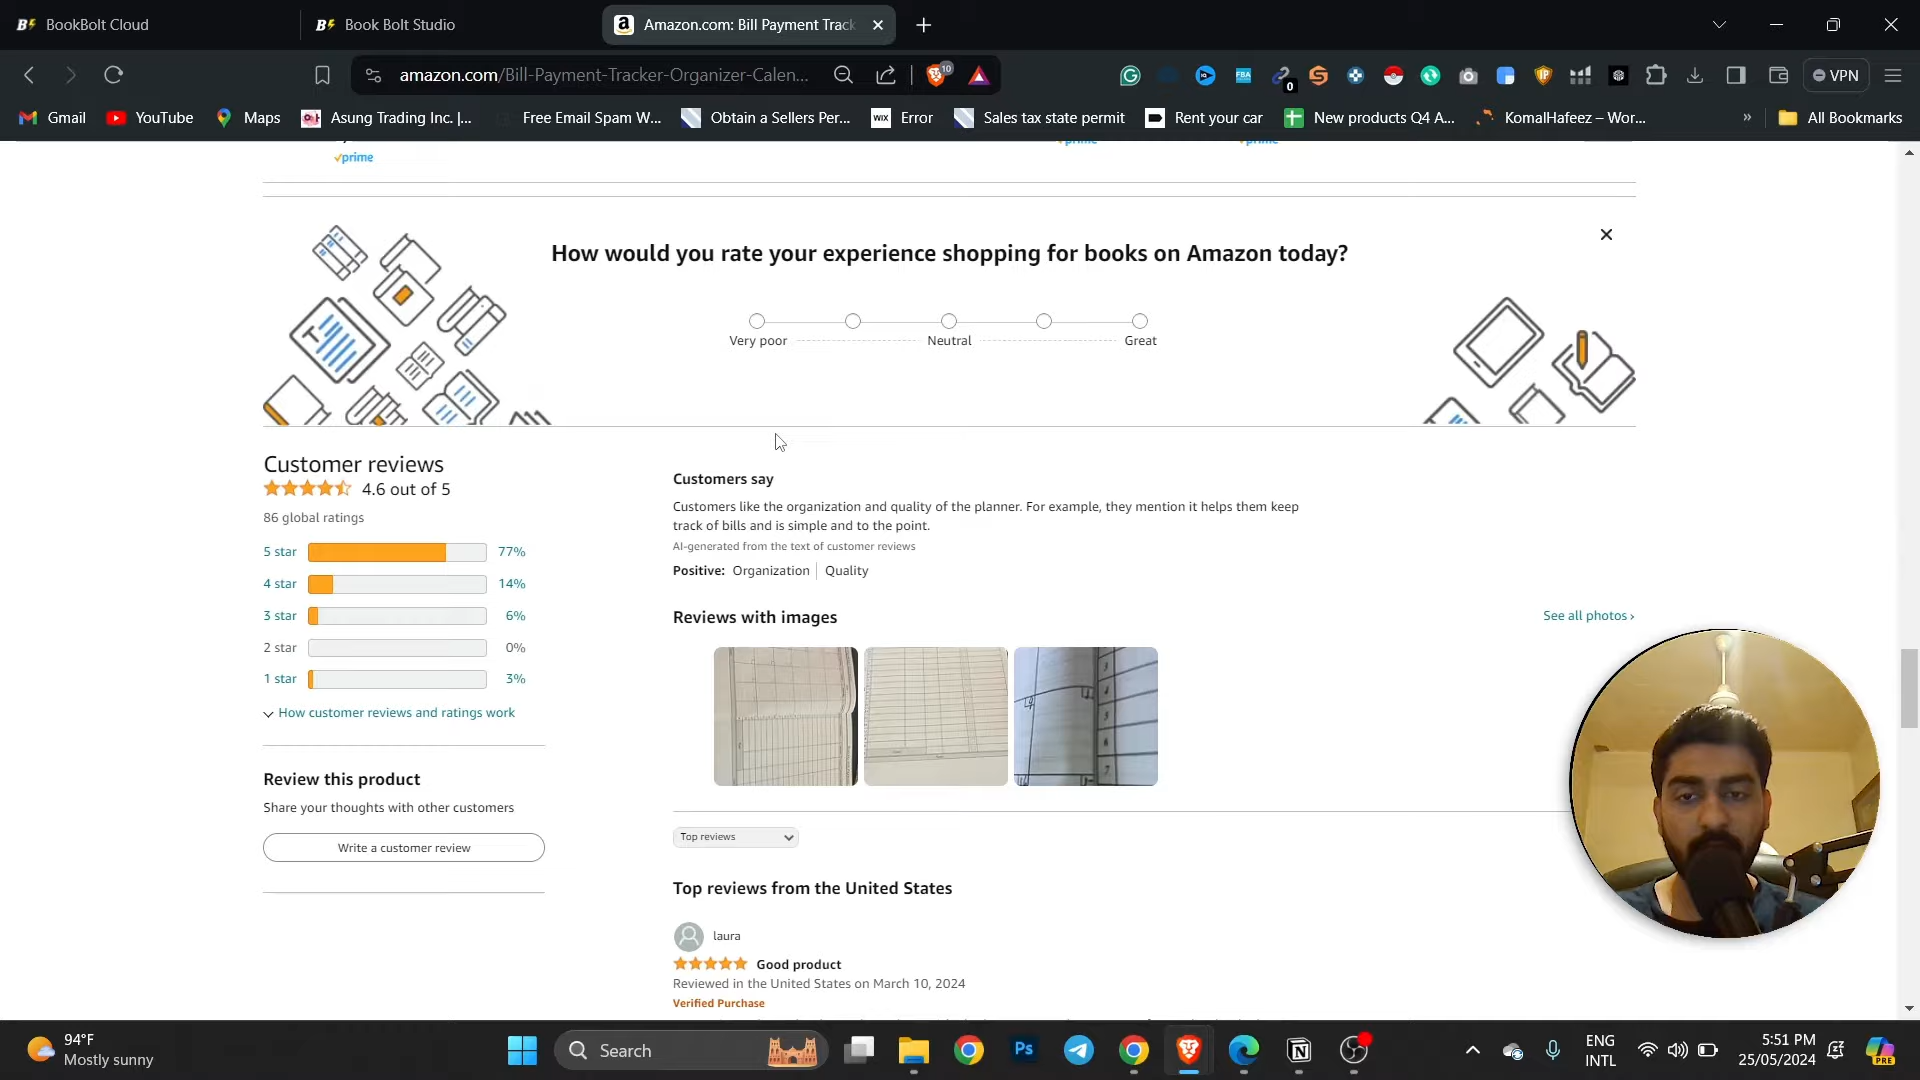 BookBolt Cloud
Book Bolt Studio
Amazon.com: Bill Payment Track
amazon.com/Bill-Payment-Tracker-Organizer-Calen...
10
FBA
0
VPN
Gmail
YouTube
Maps
Asung Trading Inc. |...
Free Email Spam W...
Obtain a Sellers Per...
WIX
Error
Sales tax state permit
Rent your car
New products Q4 A...
KomalHafeez – Wor...
»
All Bookmarks
prime
prime
prime
How would you rate your experience shopping for books on Amazon today?
Very poor
Neutral
Great
Customer reviews
4.6 out of 5
86 global ratings
5 star 77%
4 star 14%
3 star 6%
2 star 0%
1 star 3%
How customer reviews and ratings work
Review this product
Share your thoughts with other customers
Write a customer review
Customers say
Customers like the organization and quality of the planner. For example, they mention it helps them keep
track of bills and is simple and to the point.
AI-generated from the text of customer reviews
Positive: Organization | Quality
Reviews with images
See all photos ›
Top reviews
Top reviews from the United States
laura
Good product
Reviewed in the United States on March 10, 2024
Verified Purchase
94°F
Mostly sunny
Search
Ps
ENG
INTL
5:51 PM
25/05/2024
PRE